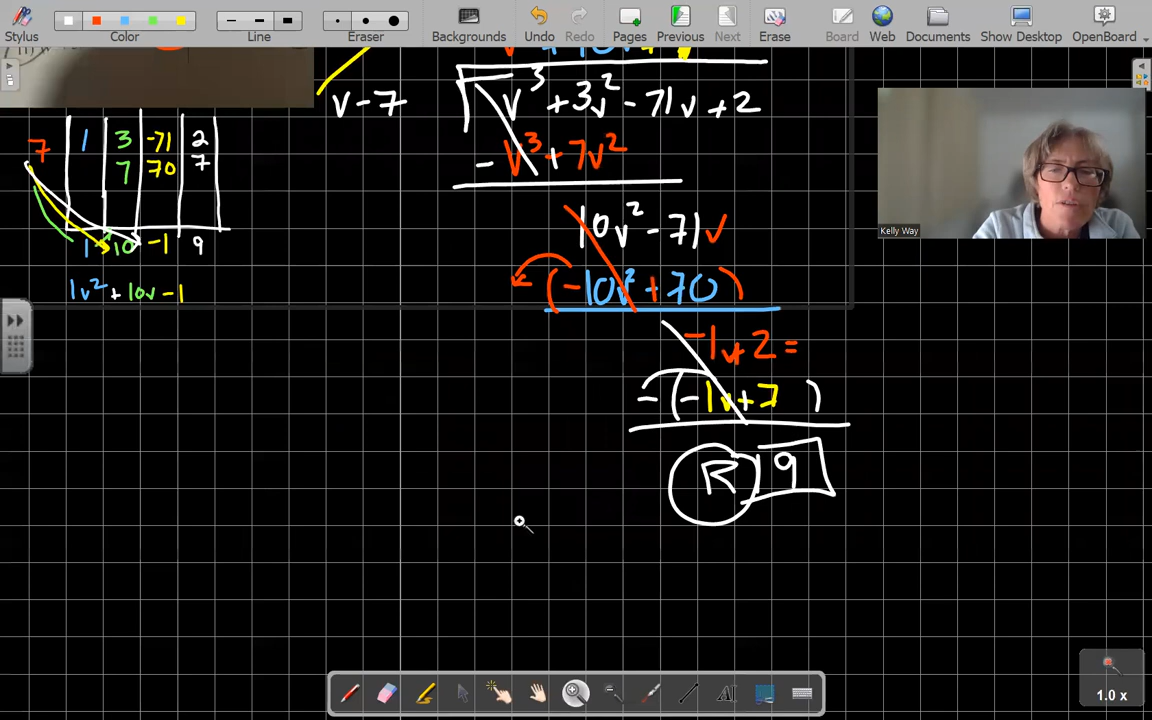 Stylus
Color
Line
Eraser
Backgrounds
Undo
Redo
Pages
Previous
Next
Erase
Board
Web
Documents
Show Desktop
OpenBoard
v-7
v³+3v²-71v+2
- v³+7v²
10v²-71v
(-10v²+70)
-1v+2=
-(-1v+7)
R 9
7 1 3 -71 2
7 70 7
1 10 -1 9
1v²+10v-1
Kelly Way
1.0 x